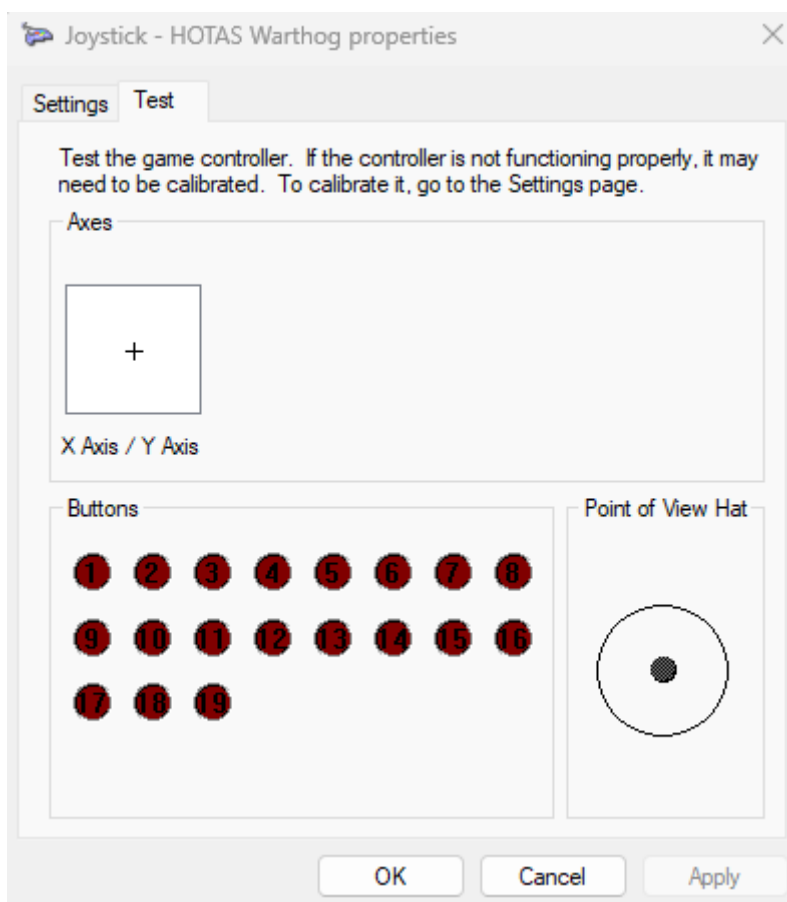 Joystick - HOTAS Warthog properties
Settings Test
Test the game controller.  If the controller is not functioning properly, it may
need to be calibrated.  To calibrate it, go to the Settings page.
Axes
X Axis / Y Axis
Buttons
1 2 3 4 5 6 7 8
9 10 11 12 13 14 15 16
17 18 19
Point of View Hat
OK Cancel Apply